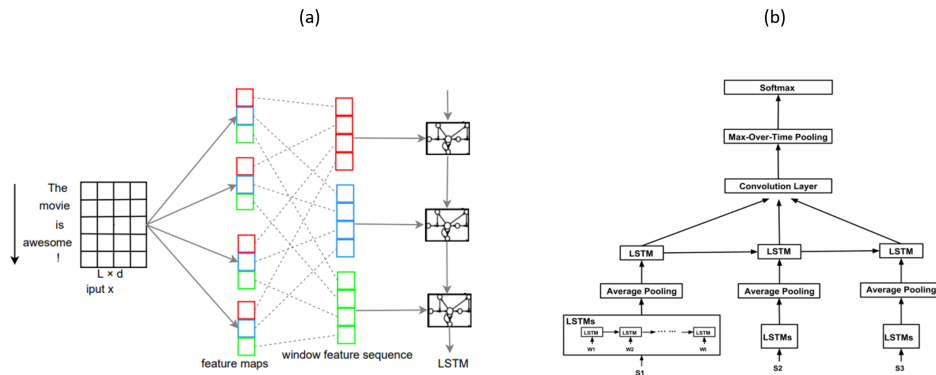 (a)
The
movie
is
awesome
!
L × d
iput x
feature maps
window feature sequence
LSTM
(b)
Softmax
Max-Over-Time Pooling
Convolution Layer
LSTM
LSTM
LSTM
Average Pooling
Average Pooling
Average Pooling
LSTMs
LSTM
LSTM
... ...
LSTM
W1
W2
Wt
LSTMs
LSTMs
S1
S2
S3